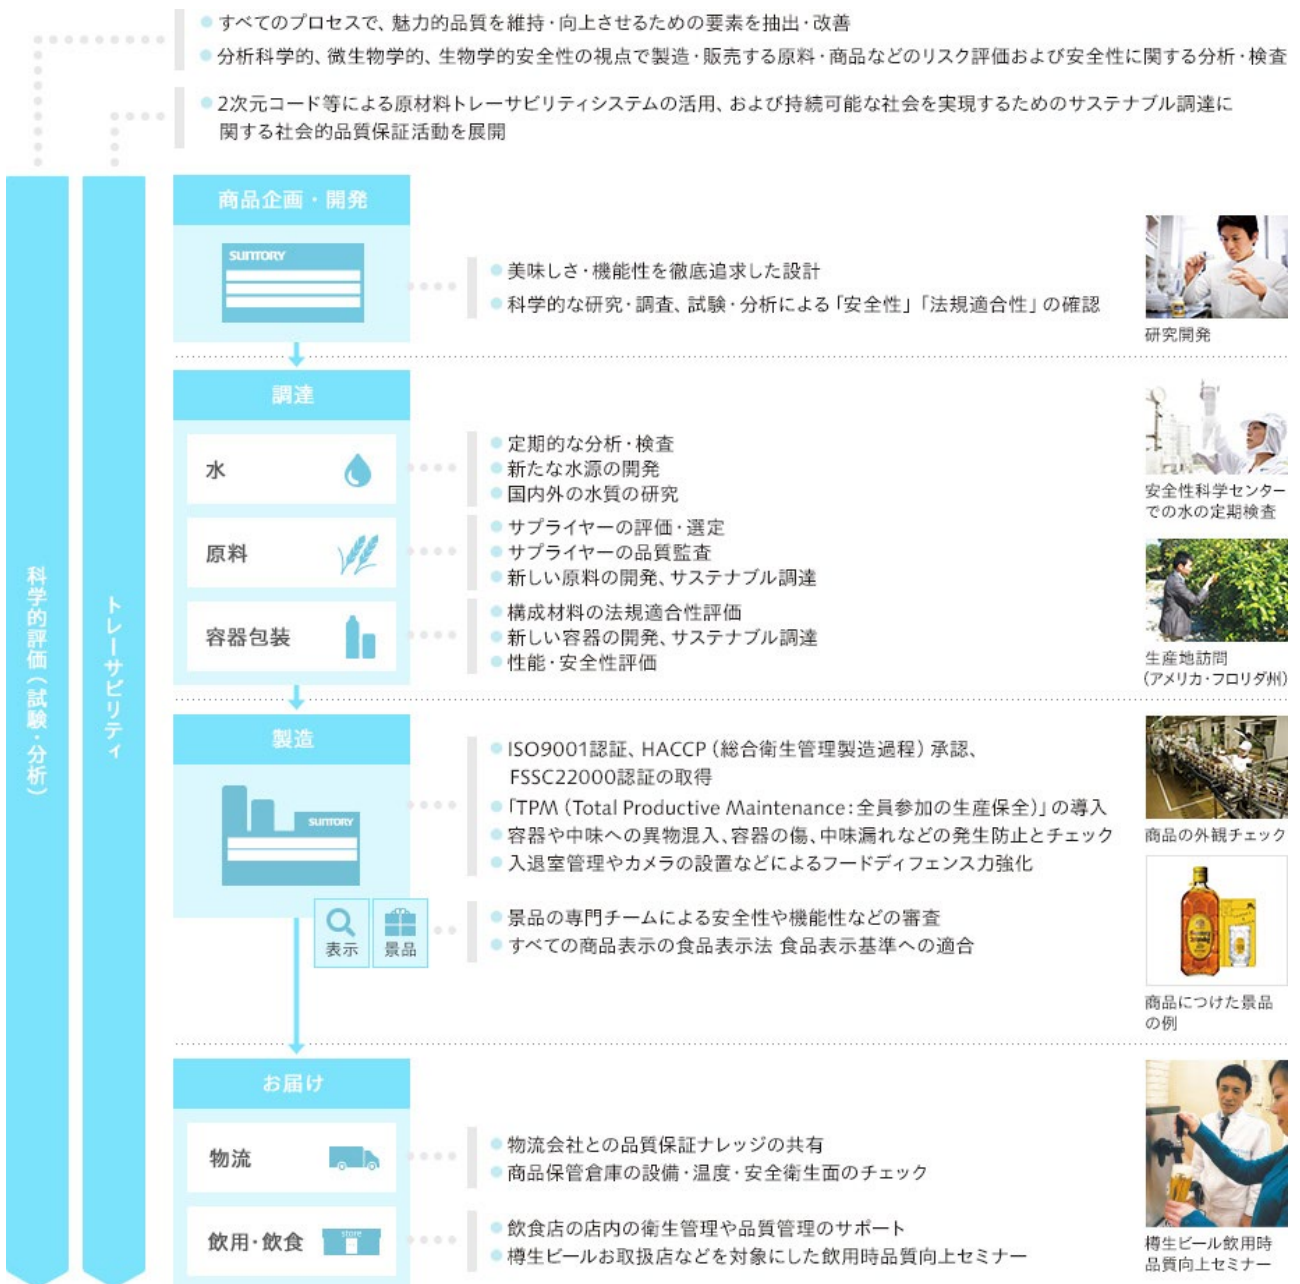 すべてのプロセスで、魅力的品質を維持・向上させるための要素を抽出・改善
分析科学的、微生物学的、生物学的安全性の視点で製造・販売する原料・商品などのリスク評価および安全性に関する分析・検査
2次元コード等による原材料トレーサビリティシステムの活用、および持続可能な社会を実現するためのサステナブル調達に
関する社会的品質保証活動を展開
科学的評価（試験・分析）
トレーサビリティ
商品企画・開発
SUNTORY
美味しさ・機能性を徹底追求した設計
科学的な研究・調査、試験・分析による「安全性」「法規適合性」の確認
研究開発
調達
水
定期的な分析・検査
新たな水源の開発
国内外の水質の研究
安全性科学センター
での水の定期検査
原料
サプライヤーの評価・選定
サプライヤーの品質監査
新しい原料の開発、サステナブル調達
容器包装
構成材料の法規適合性評価
新しい容器の開発、サステナブル調達
性能・安全性評価
生産地訪問
（アメリカ・フロリダ州）
製造
SUNTORY
ISO9001認証、HACCP（総合衛生管理製造過程）承認、
FSSC22000認証の取得
「TPM（Total Productive Maintenance：全員参加の生産保全）」の導入
容器や中味への異物混入、容器の傷、中味漏れなどの発生防止とチェック
入退室管理やカメラの設置などによるフードディフェンス力強化
商品の外観チェック
表示
景品
景品の専門チームによる安全性や機能性などの審査
すべての商品表示の食品表示法 食品表示基準への適合
商品につけた景品
の例
お届け
物流
物流会社との品質保証ナレッジの共有
商品保管倉庫の設備・温度・安全衛生面のチェック
飲用・飲食
store
飲食店の店内の衛生管理や品質管理のサポート
樽生ビールお取扱店などを対象にした飲用時品質向上セミナー
樽生ビール飲用時
品質向上セミナー